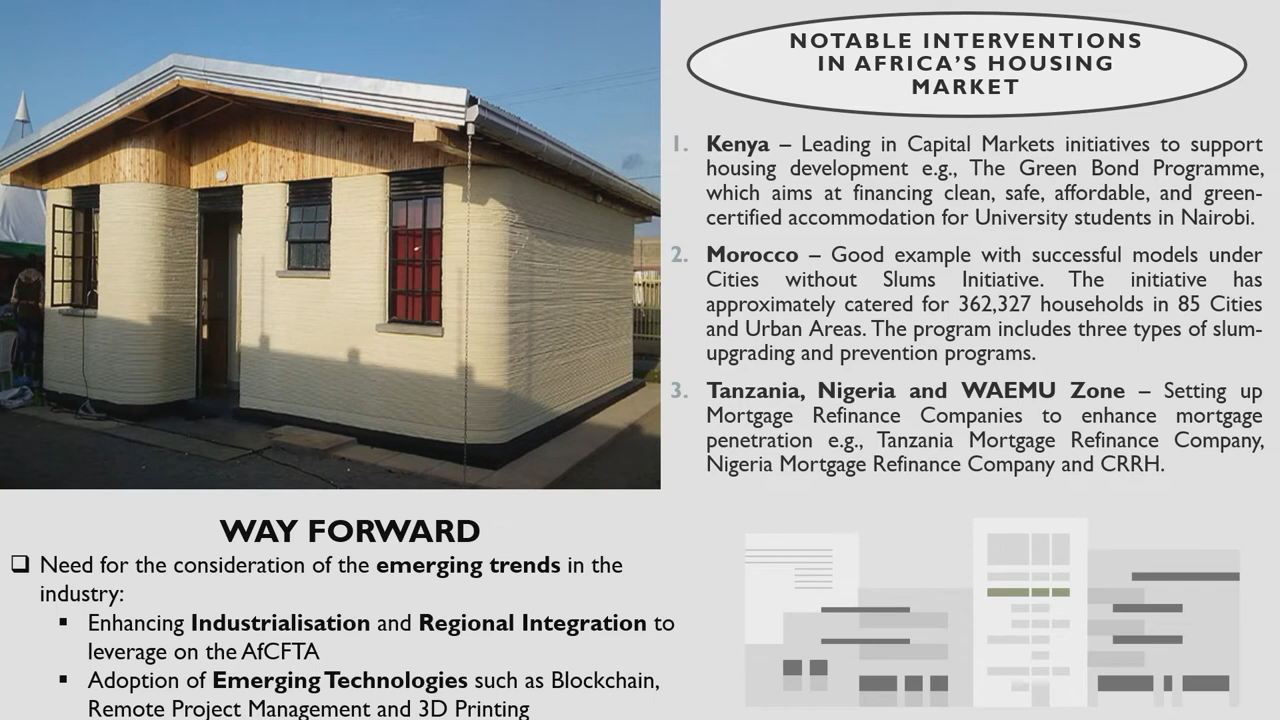 NOTABLE INTERVENTIONS
IN AFRICA'S HOUSING
MARKET
1. Kenya – Leading in Capital Markets initiatives to support
housing development e.g., The Green Bond Programme,
which aims at financing clean, safe, affordable, and green-
certified accommodation for University students in Nairobi.
2. Morocco – Good example with successful models under
Cities without Slums Initiative. The initiative has
approximately catered for 362,327 households in 85 Cities
and Urban Areas. The program includes three types of slum-
upgrading and prevention programs.
3. Tanzania, Nigeria and WAEMU Zone – Setting up
Mortgage Refinance Companies to enhance mortgage
penetration e.g., Tanzania Mortgage Refinance Company,
Nigeria Mortgage Refinance Company and CRRH.
WAY FORWARD
❑ Need for the consideration of the emerging trends in the
industry:
▪ Enhancing Industrialisation and Regional Integration to
leverage on the AfCFTA
▪ Adoption of Emerging Technologies such as Blockchain,
Remote Project Management and 3D Printing